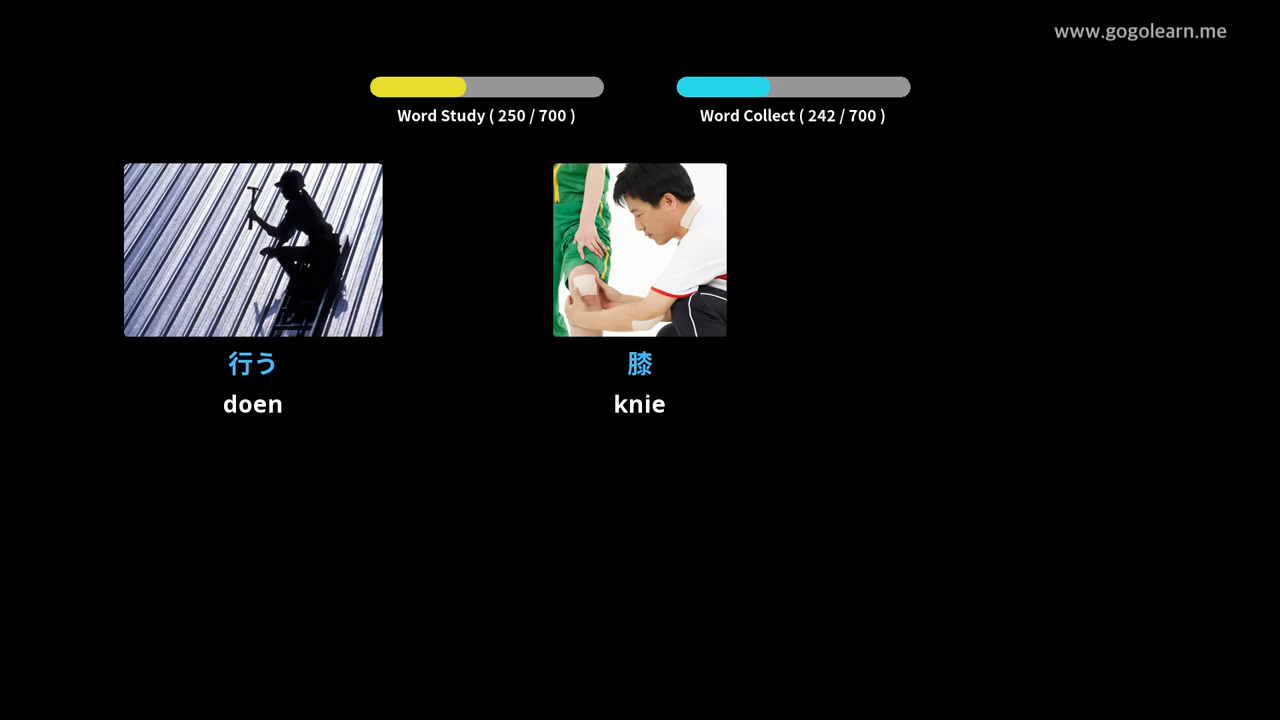 www.gogolearn.me
Word Study ( 250 / 700 )
Word Collect ( 242 / 700 )
行う
doen
膝
knie